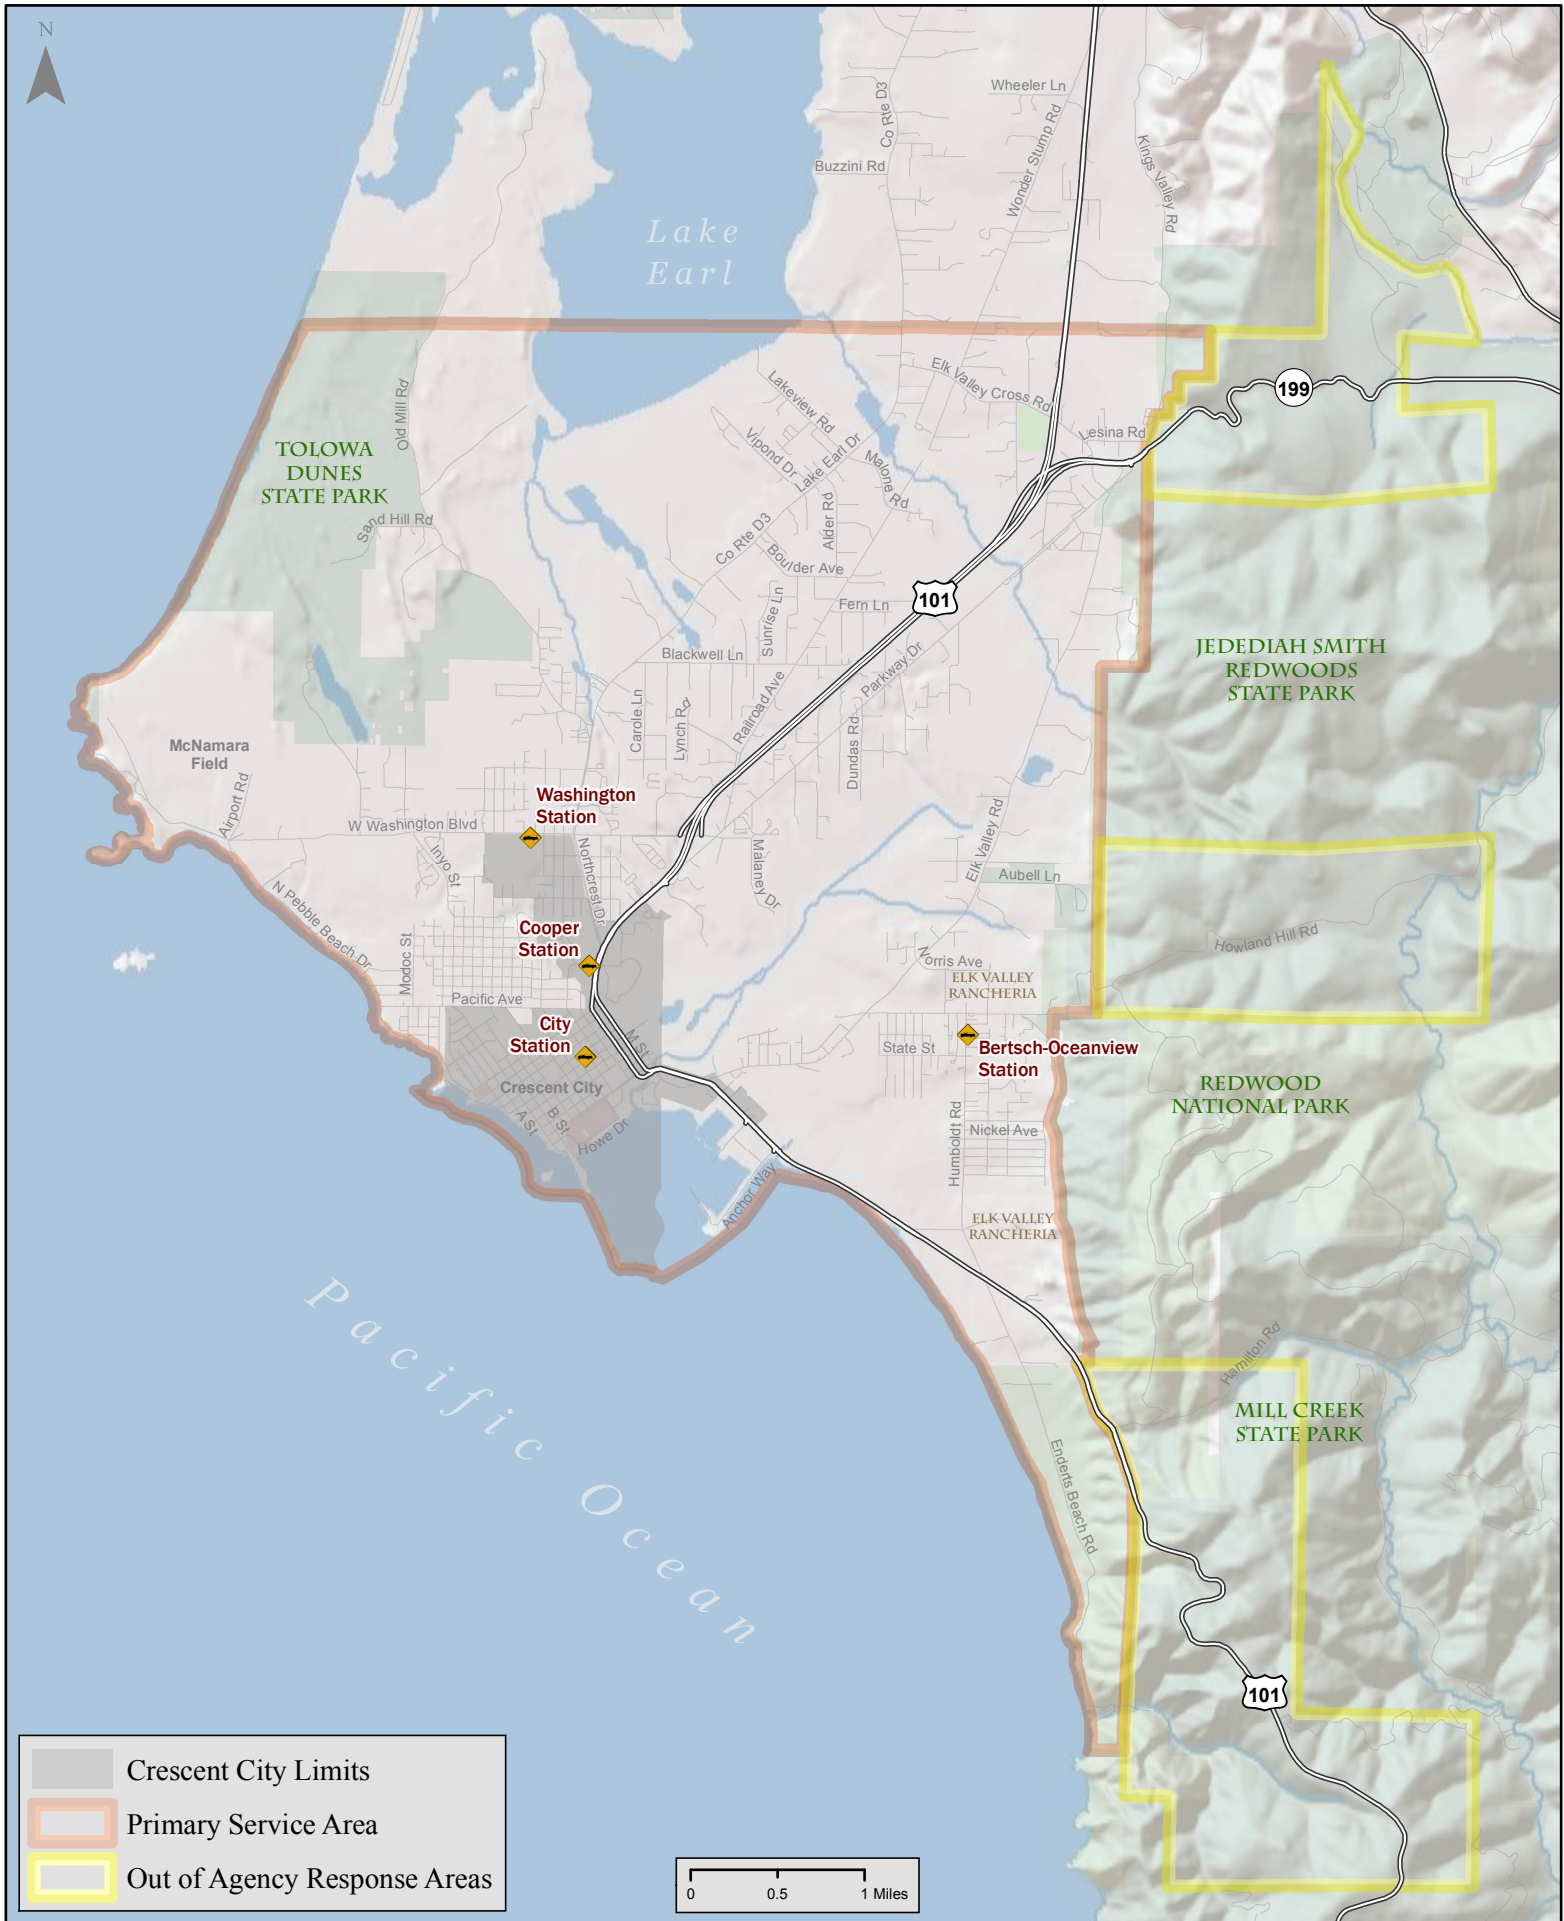 N
Wheeler Ln
Co Rte D3
Wonder Stump Rd
Kings Valley Rd
Buzzini Rd
Lake
Earl
Elk Valley Cross Rd
199
Lakeview Rd
Old Mill Rd
Lesina Rd
TOLOWA
DUNES
STATE PARK
Vipond Dr
Lake Earl Dr
Malone Rd
Sand Hill Rd
Co Rte D3
Alder Rd
Boulder Ave
101
Fern Ln
Sunrise Ln
Blackwell Ln
Parkway Dr
JEDEDIAH SMITH
REDWOODS
STATE PARK
Carole Ln
Lynch Rd
Railroad Ave
Dundas Rd
McNamara
Field
Airport Rd
Washington
Station
W Washington Blvd
Inyo St
Northcrest Dr
Malaney Dr
Elk Valley Rd
Aubell Ln
N Pebble Beach Dr
Cooper
Station
Modoc St
Howland Hill Rd
Norris Ave
ELK VALLEY
RANCHERIA
Pacific Ave
City
Station
M St
State St
Bertsch-Oceanview
Station
Crescent City
A St
B St
Howe Dr
REDWOOD
NATIONAL PARK
Nickel Ave
Humboldt Rd
Anchor Way
ELK VALLEY
RANCHERIA
Pacific Ocean
Hamilton Rd
MILL CREEK
STATE PARK
Enderts Beach Rd
101
Crescent City Limits
Primary Service Area
Out of Agency Response Areas
0 0.5 1 Miles